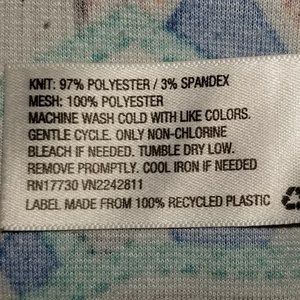 KNIT: 97% POLYESTER / 3% SPANDEX
MESH: 100% POLYESTER
MACHINE WASH COLD WITH LIKE COLORS.
GENTLE CYCLE. ONLY NON-CHLORINE
BLEACH IF NEEDED. TUMBLE DRY LOW.
REMOVE PROMPTLY. COOL IRON IF NEEDED
RN17730 VN2242811
LABEL MADE FROM 100% RECYCLED PLASTIC